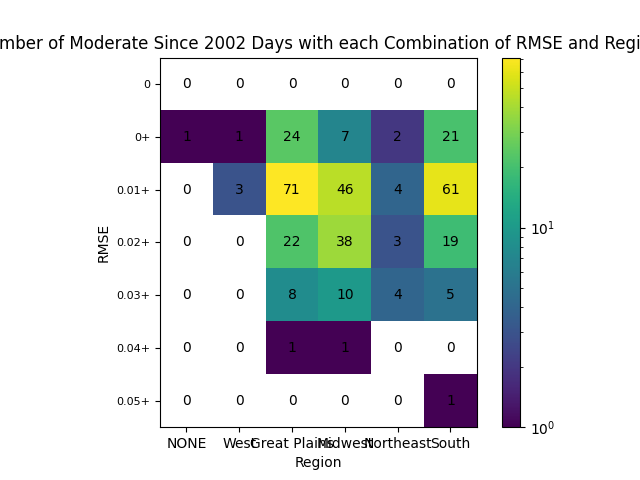 mber of Moderate Since 2002 Days with each Combination of RMSE and Regi
0 0 0 0 0 0 0
0+ 1 1 24 7 2 21
0.01+ 0 3 71 46 4 61
0.02+ 0 0 22 38 3 19
0.03+ 0 0 8 10 4 5
0.04+ 0 0 1 1 0 0
0.05+ 0 0 0 0 0 1
NONE West Great Plains Midwest Northeast South
Region
RMSE
10^1
10^0